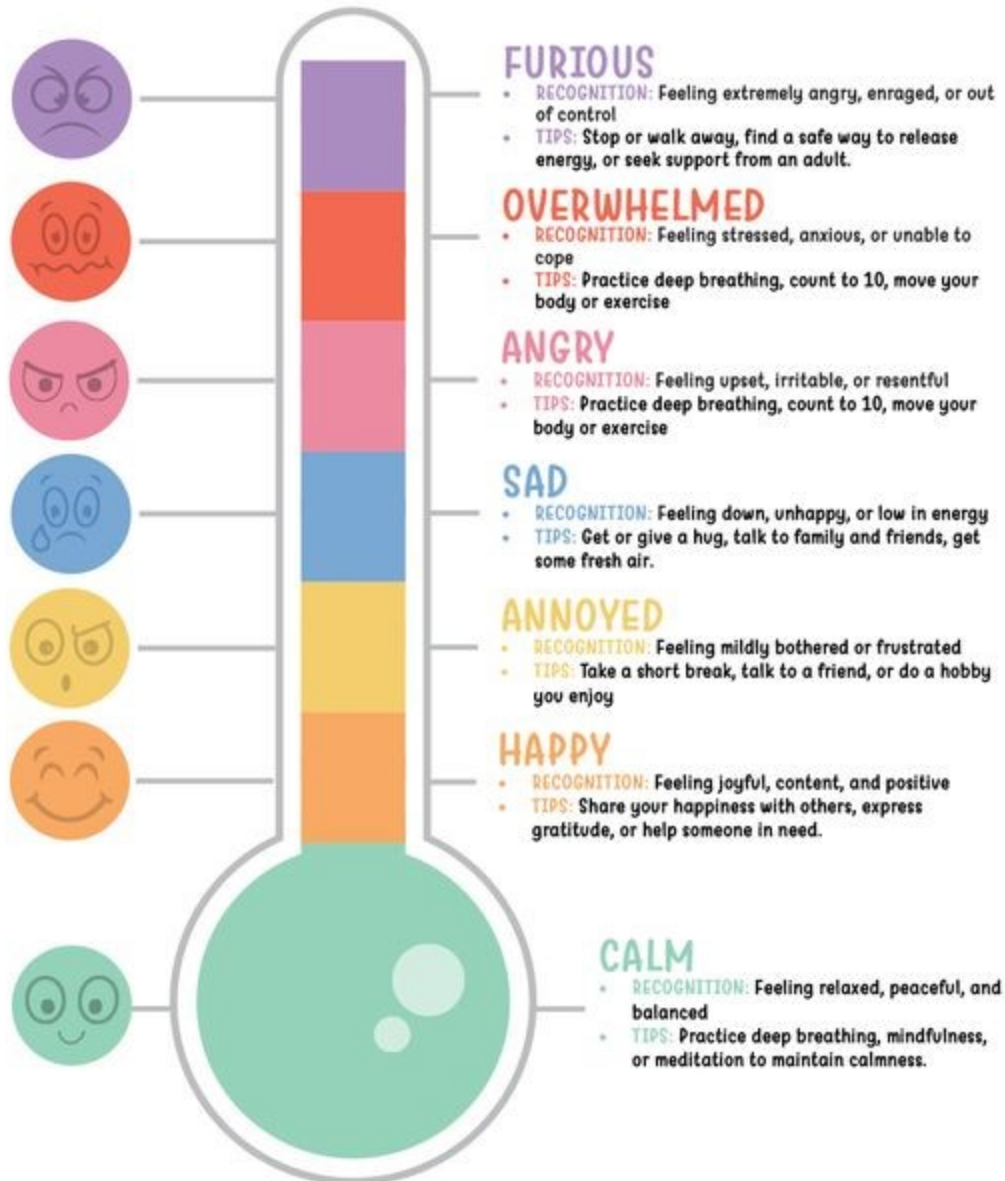 FURIOUS
• RECOGNITION: Feeling extremely angry, enraged, or out
of control
• TIPS: Stop or walk away, find a safe way to release
energy, or seek support from an adult.
OVERWHELMED
• RECOGNITION: Feeling stressed, anxious, or unable to
cope
• TIPS: Practice deep breathing, count to 10, move your
body or exercise
ANGRY
• RECOGNITION: Feeling upset, irritable, or resentful
• TIPS: Practice deep breathing, count to 10, move your
body or exercise
SAD
• RECOGNITION: Feeling down, unhappy, or low in energy
• TIPS: Get or give a hug, talk to family and friends, get
some fresh air.
ANNOYED
• RECOGNITION: Feeling mildly bothered or frustrated
• TIPS: Take a short break, talk to a friend, or do a hobby
you enjoy
HAPPY
• RECOGNITION: Feeling joyful, content, and positive
• TIPS: Share your happiness with others, express
gratitude, or help someone in need.
CALM
• RECOGNITION: Feeling relaxed, peaceful, and
balanced
• TIPS: Practice deep breathing, mindfulness,
or meditation to maintain calmness.